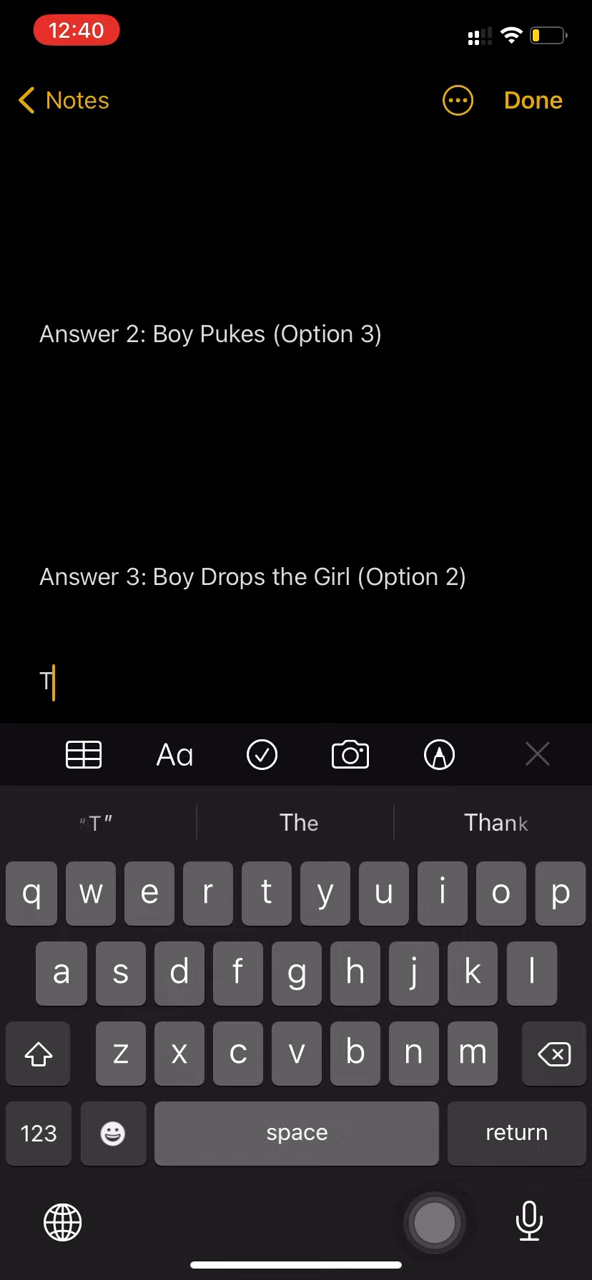 12:40
Notes
Done
Answer 2: Boy Pukes (Option 3)
Answer 3: Boy Drops the Girl (Option 2)
T
Aa
“T” The Thank
q w e r t y u i o p
a s d f g h j k l
z x c v b n m
123 space return